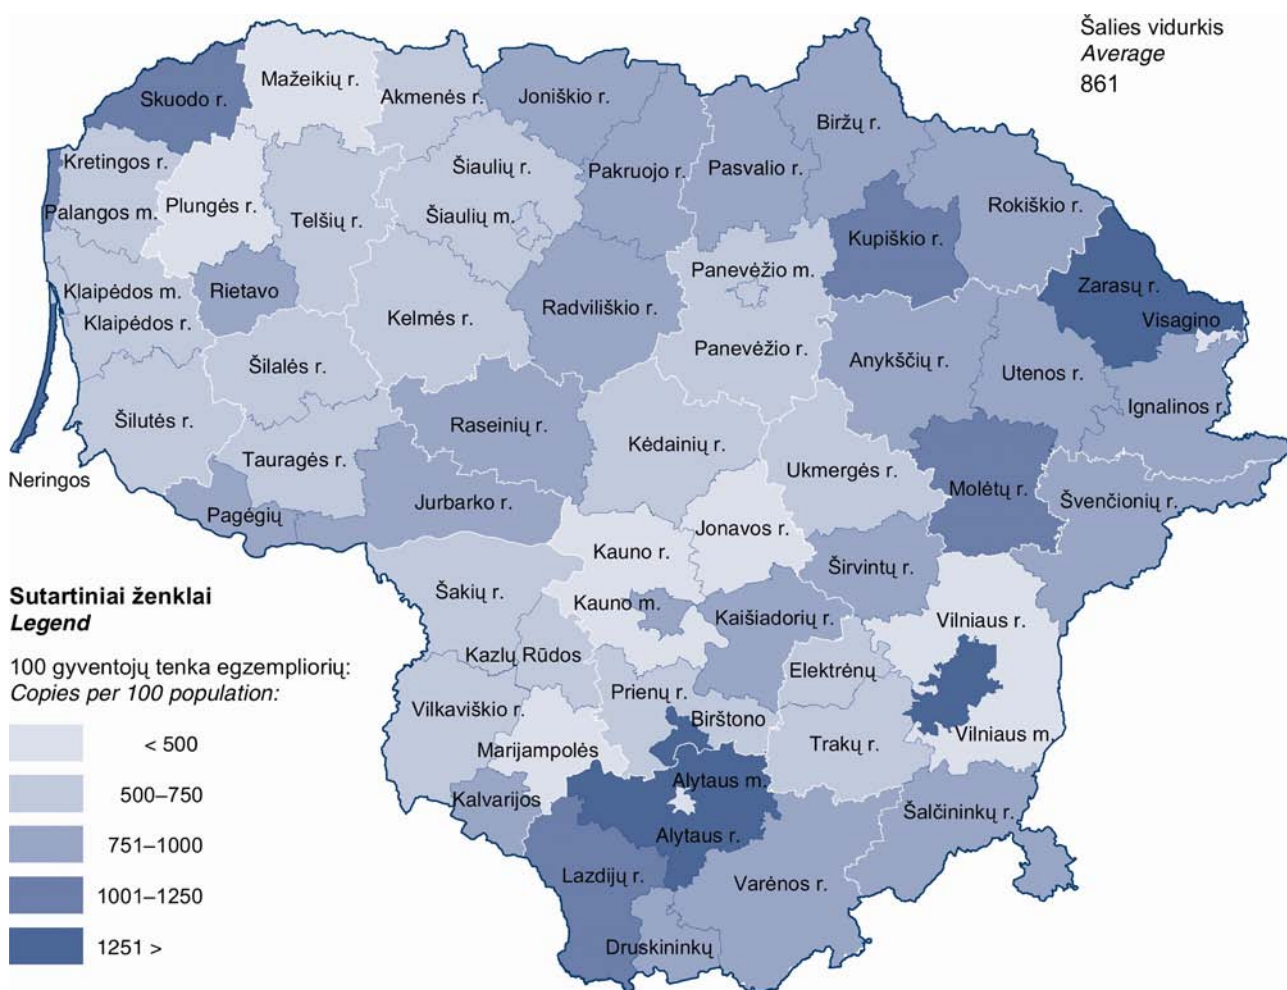 Šalies vidurkis
Average
861
Skuodo r.
Mažeikių r.
Akmenės r.
Joniškio r.
Biržų r.
Kretingos r.
Plungės r.
Telšių r.
Šiaulių r.
Pakruojo r.
Pasvalio r.
Rokiškio r.
Palangos m.
Šiaulių m.
Kupiškio r.
Zarasų r.
Visagino
Klaipėdos m.
Rietavo
Radviliškio r.
Panevėžio m.
Klaipėdos r.
Kelmės r.
Panevėžio r.
Anykščių r.
Utenos r.
Ignalinos r.
Šilalės r.
Šilutės r.
Raseinių r.
Kėdainių r.
Ukmergės r.
Neringos
Tauragės r.
Molėtų r.
Švenčionių r.
Pagėgių
Jurbarko r.
Jonavos r.
Kauno r.
Širvintų r.
Šakių r.
Kauno m.
Kaišiadorių r.
Vilniaus r.
Kazlų Rūdos
Elektrėnų
Vilkaviškio r.
Prienų r.
Birštono
Trakų r.
Vilniaus m.
Marijampolės
Kalvarijos
Alytaus m.
Alytaus r.
Šalčininkų r.
Lazdijų r.
Varėnos r.
Druskininkų
Sutartiniai ženklai
Legend
100 gyventojų tenka egzempliorių:
Copies per 100 population:
< 500
500–750
751–1000
1001–1250
1251 >